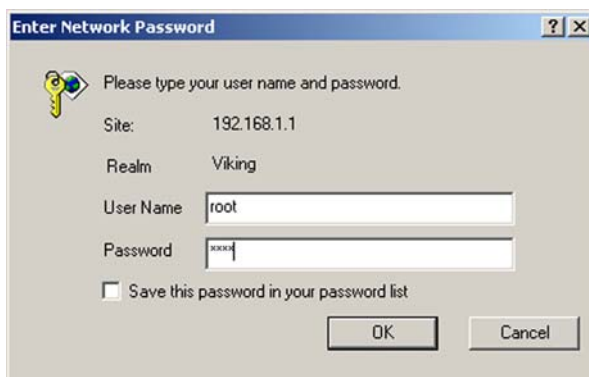 Enter Network Password
Please type your user name and password.
Site: 192.168.1.1
Realm Viking
User Name root
Password ****
Save this password in your password list
OK Cancel